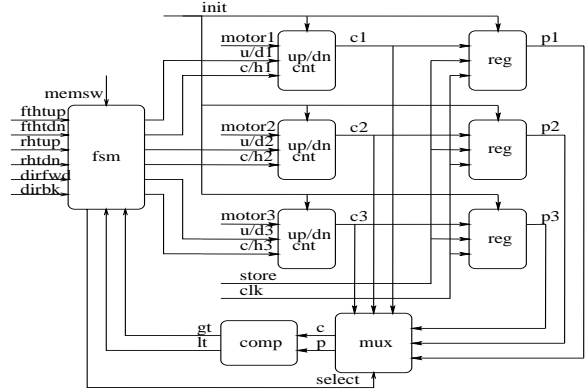 init
motor1
u/d1
c/h1
up/dn
cnt
c1
reg
p1
memsw
fthtup
fthtdn
rhtup
rhtdn
dirfwd
dirbk
fsm
motor2
u/d2
c/h2
up/dn
cnt
c2
reg
p2
motor3
u/d3
c/h3
up/dn
cnt
c3
reg
p3
store
clk
gt
lt
comp
c
p
mux
select